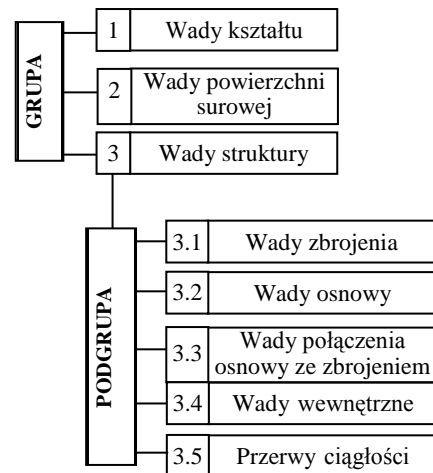 GRUPA
1 Wady kształtu
2 Wady powierzchni
surowej
3 Wady struktury
PODGRUPA
3.1 Wady zbrojenia
3.2 Wady osnowy
3.3 Wady połączenia
osnowy ze zbrojeniem
3.4 Wady wewnętrzne
3.5 Przerwy ciągłości